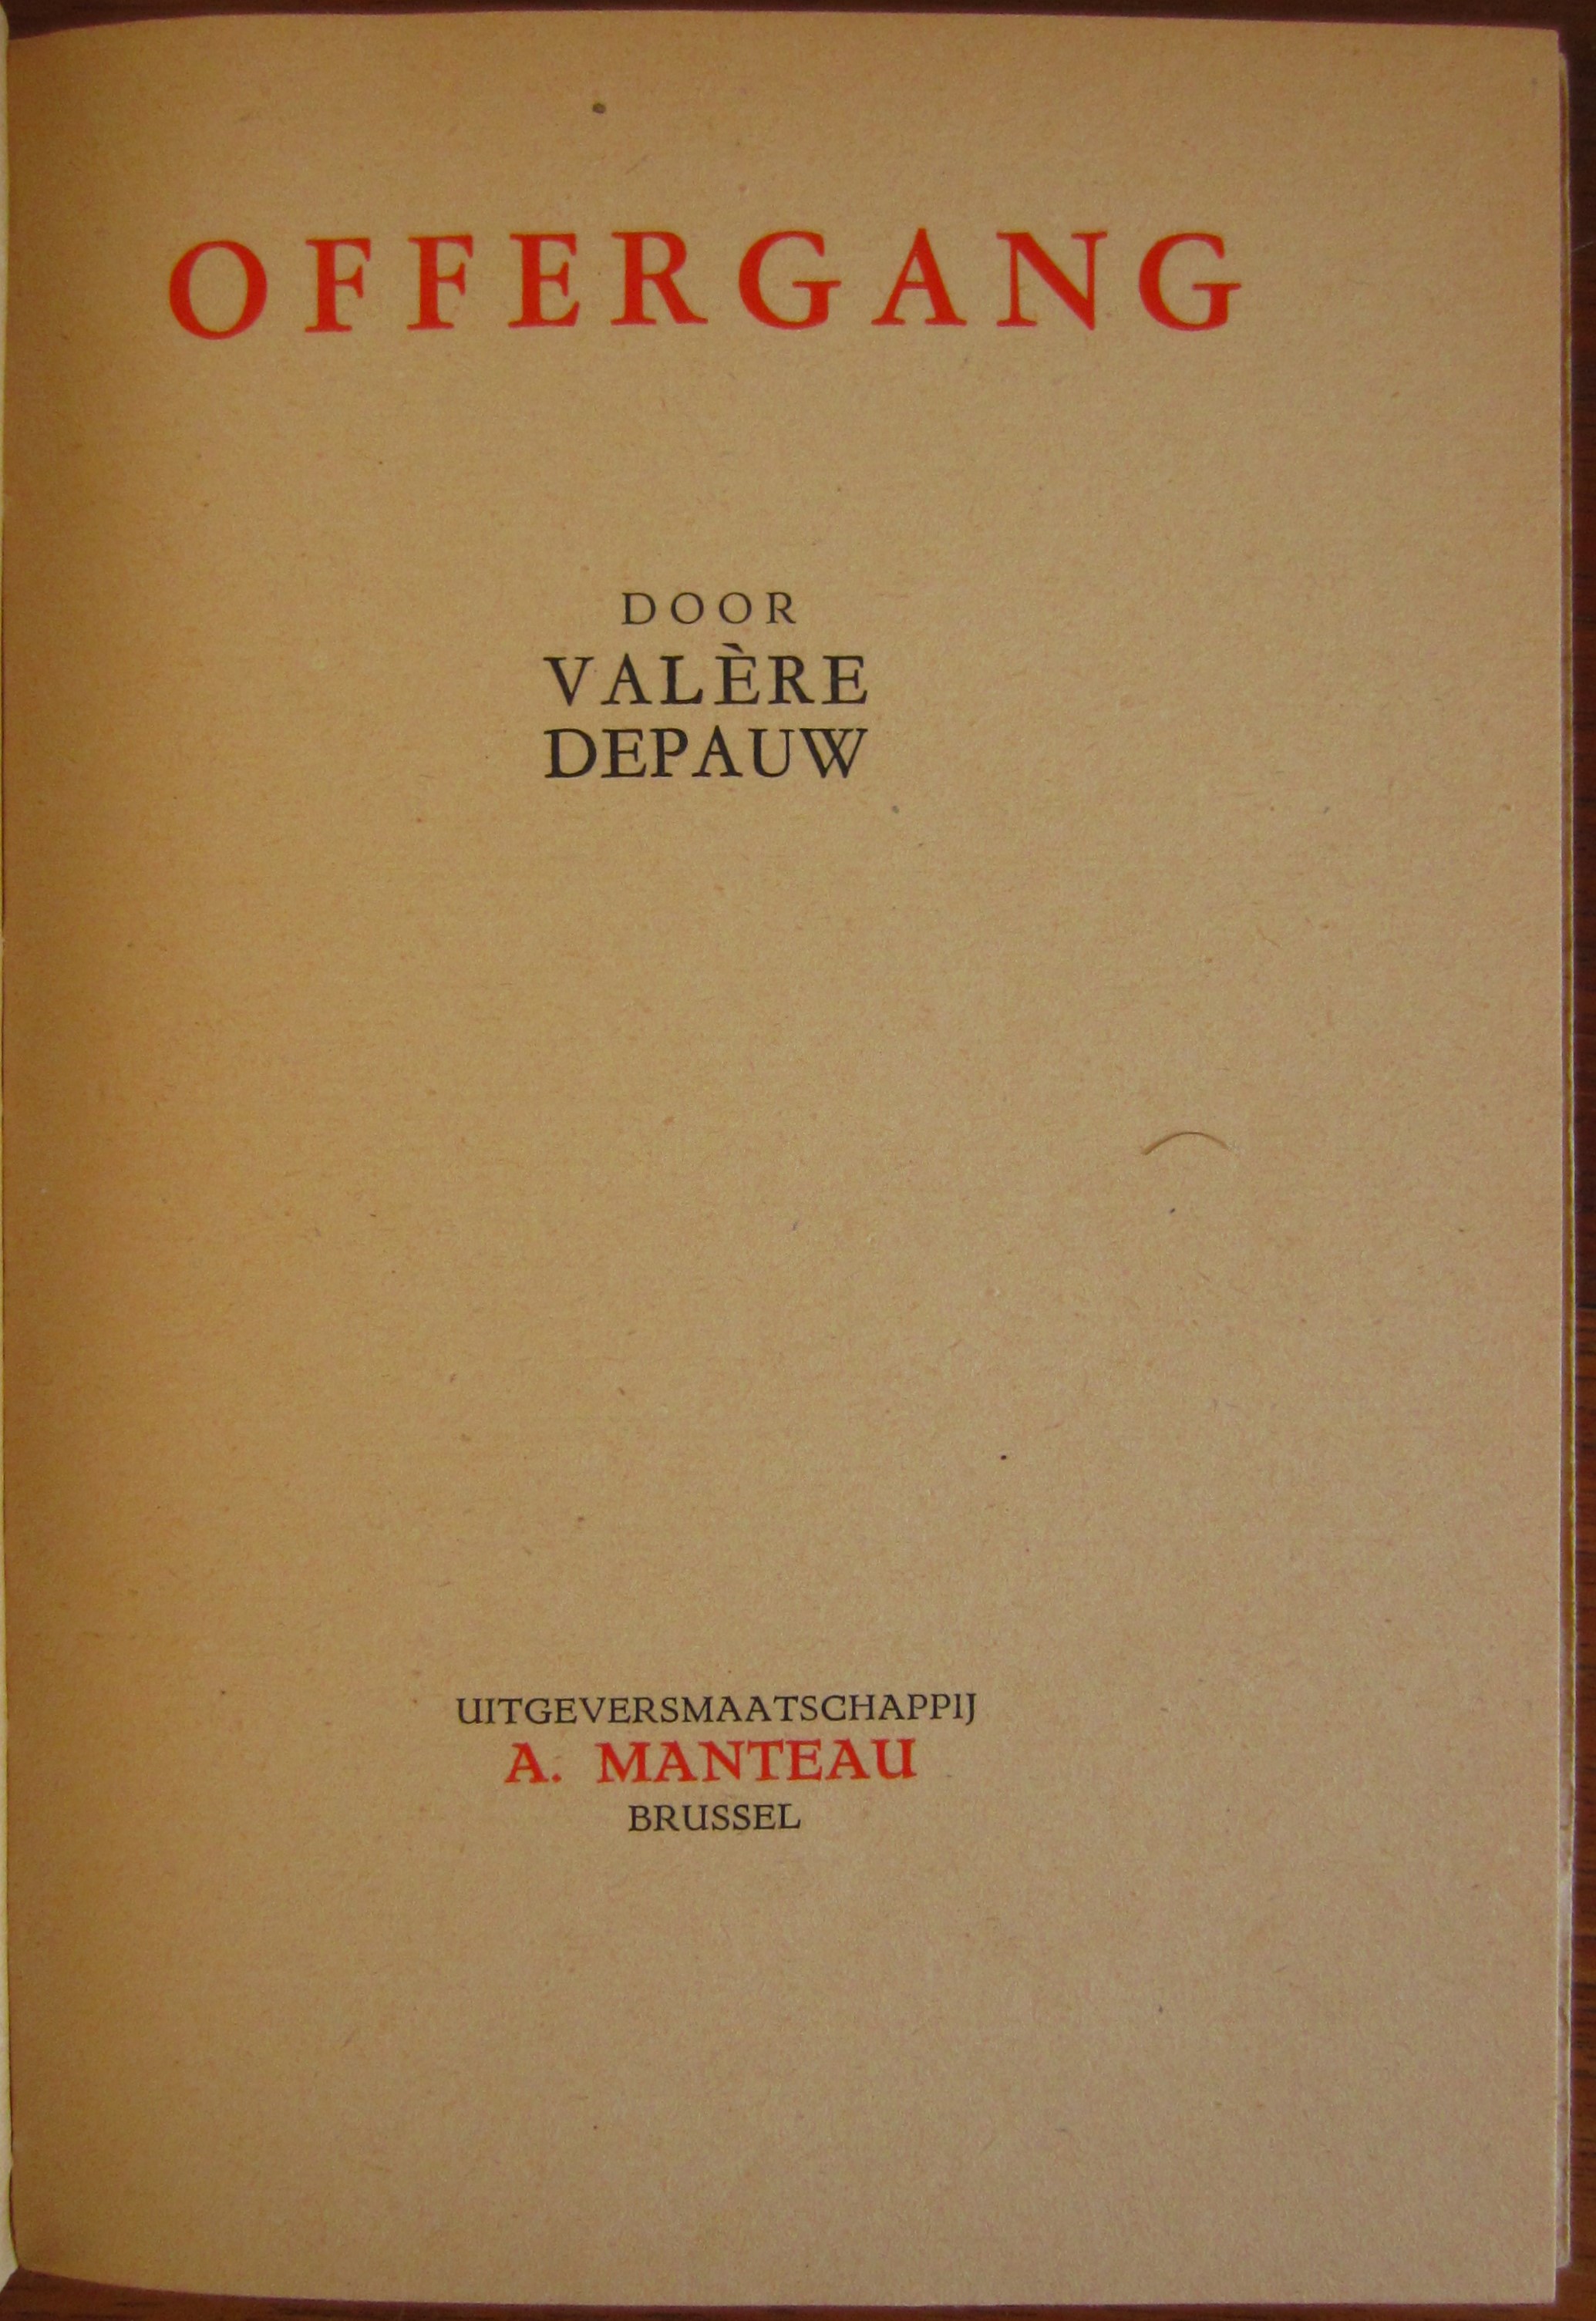 OFFERGANG
DOOR
VALÈRE
DEPAUW
UITGEVERSMAATSCHAPPIJ
A. MANTEAU
BRUSSEL